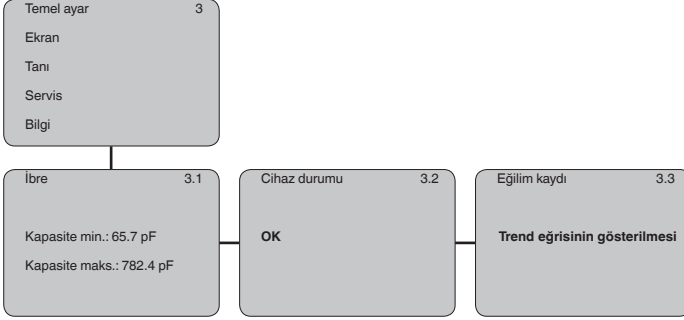 Temel ayar 3
Ekran
Tanı
Servis
Bilgi
İbre 3.1
Kapasite min.: 65.7 pF
Kapasite maks.: 782.4 pF
Cihaz durumu 3.2
OK
Eğilim kaydı 3.3
Trend eğrisinin gösterilmesi